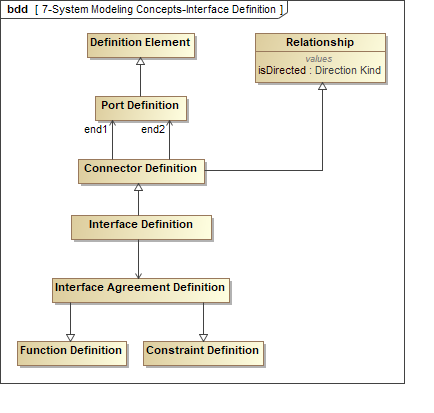 bdd [ 7-System Modeling Concepts-Interface Definition ]
Definition Element
Relationship
values
isDirected : Direction Kind
Port Definition
end1
end2
Connector Definition
Interface Definition
Interface Agreement Definition
Function Definition
Constraint Definition